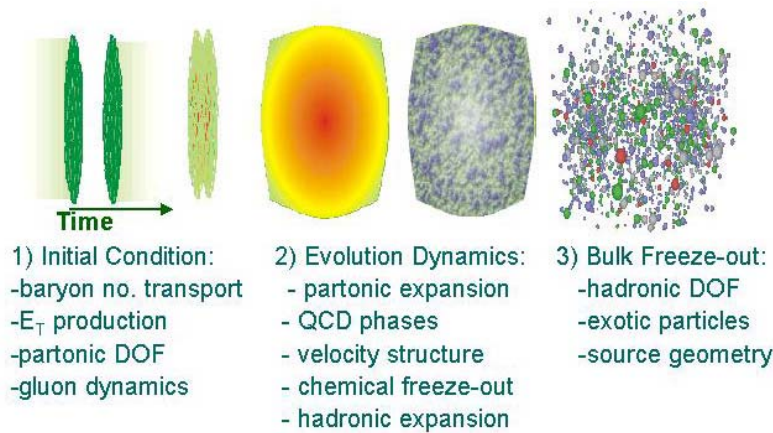 Time
1) Initial Condition:
-baryon no. transport
-E_T production
-partonic DOF
-gluon dynamics
2) Evolution Dynamics:
- partonic expansion
- QCD phases
- velocity structure
- chemical freeze-out
- hadronic expansion
3) Bulk Freeze-out:
-hadronic DOF
-exotic particles
-source geometry